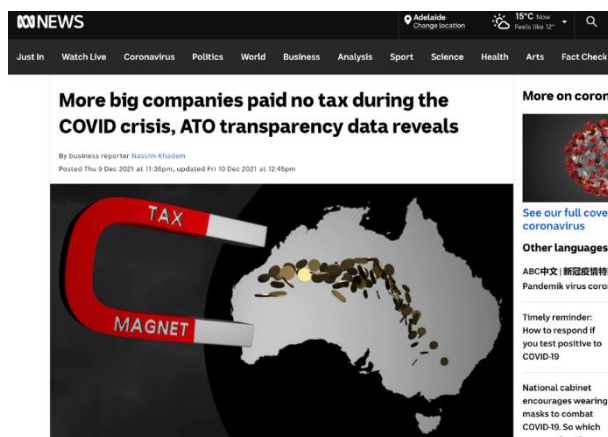 NEWS
Adelaide
Change location
15°C Now
Feels like 12°
Just In Watch Live Coronavirus Politics World Business Analysis Sport Science Health Arts Fact Check
More big companies paid no tax during the
COVID crisis, ATO transparency data reveals
By business reporter Nassim Khadem
Posted Thu 9 Dec 2021 at 11:36pm, updated Fri 10 Dec 2021 at 12:45pm
TAX
MAGNET
More on coron
See our full cove
coronavirus
Other languages
ABC中文 | 新冠疫情特
Pandemik virus coro
Timely reminder:
How to respond if
you test positive to
COVID-19
National cabinet
encourages wearing
masks to combat
COVID-19. So which